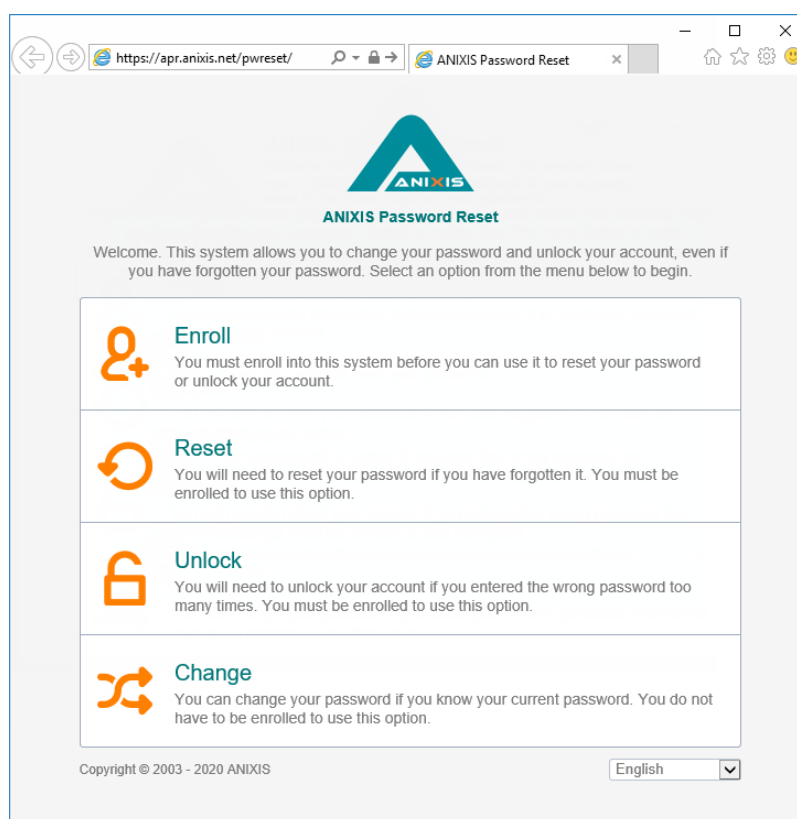 https://apr.anixis.net/pwreset/
ANIXIS Password Reset
ANIXIS
ANIXIS Password Reset
Welcome. This system allows you to change your password and unlock your account, even if
you have forgotten your password. Select an option from the menu below to begin.
Enroll
You must enroll into this system before you can use it to reset your password
or unlock your account.
Reset
You will need to reset your password if you have forgotten it. You must be
enrolled to use this option.
Unlock
You will need to unlock your account if you entered the wrong password too
many times. You must be enrolled to use this option.
Change
You can change your password if you know your current password. You do not
have to be enrolled to use this option.
Copyright © 2003 - 2020 ANIXIS
English